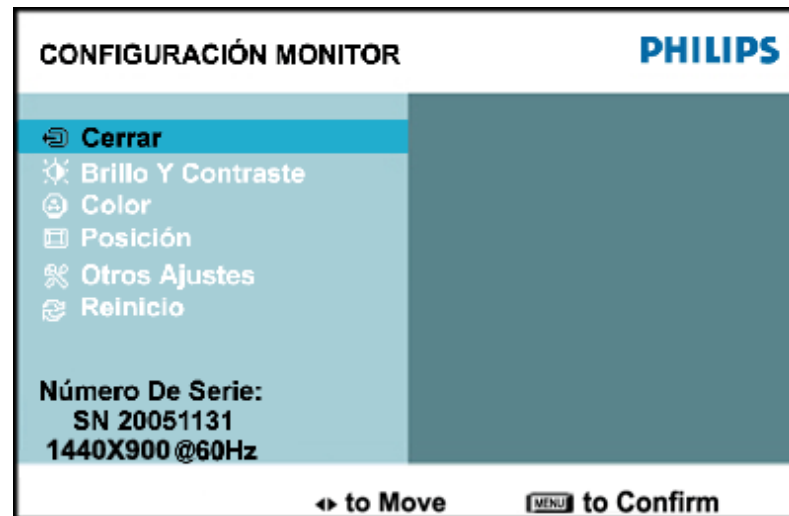 CONFIGURACIÓN MONITOR PHILIPS
Cerrar
Brillo Y Contraste
Color
Posición
Otros Ajustes
Reinicio
Número De Serie:
SN 20051131
1440X900@60Hz
to Move MENU to Confirm